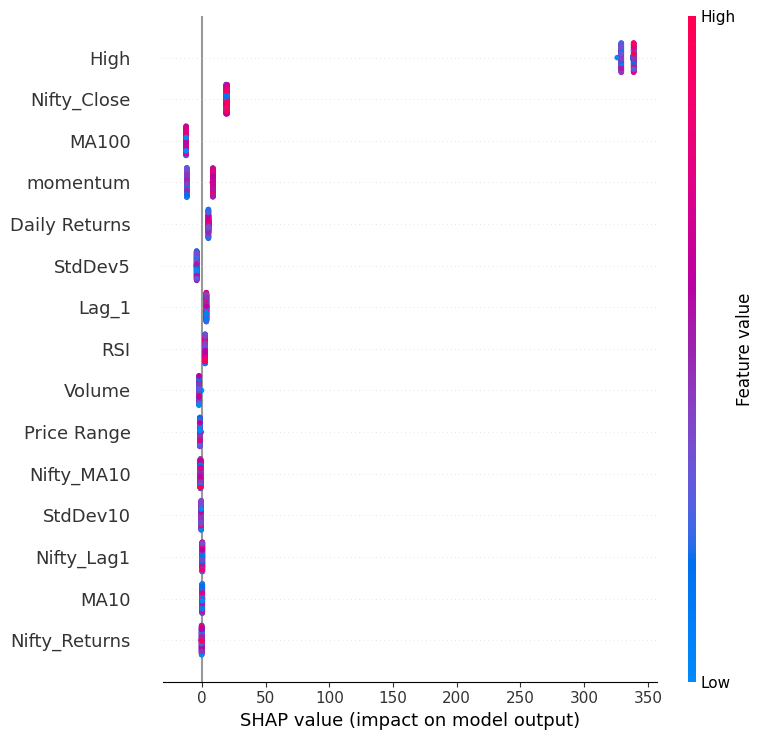 High
High
Nifty_Close
MA100
momentum
Daily Returns
StdDev5
Lag_1
RSI
Volume
Price Range
Nifty_MA10
StdDev10
Nifty_Lag1
MA10
Nifty_Returns
Feature value
Low
0 50 100 150 200 250 300 350
SHAP value (impact on model output)